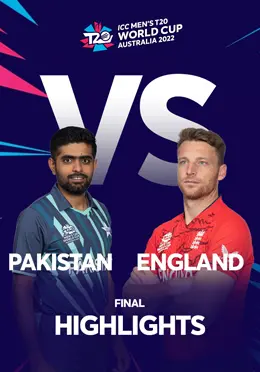 ICC MEN'S T20
WORLD CUP
AUSTRALIA 2022
T20
VS
PAKISTAN
ENGLAND
FINAL
HIGHLIGHTS